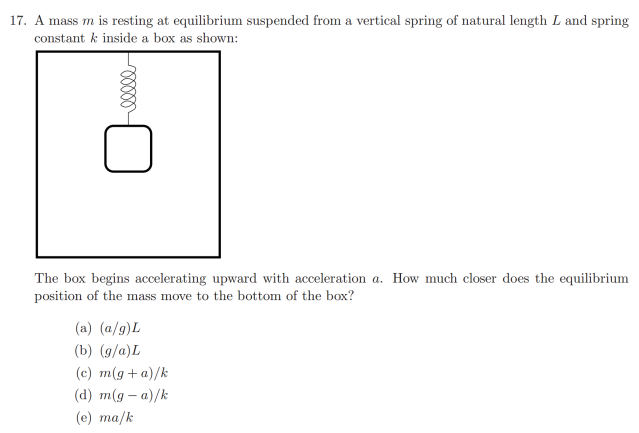 17. A mass m is resting at equilibrium suspended from a vertical spring of natural length L and spring
constant k inside a box as shown:
The box begins accelerating upward with acceleration a. How much closer does the equilibrium
position of the mass move to the bottom of the box?
(a) (a/g)L
(b) (g/a)L
(c) m(g + a)/k
(d) m(g − a)/k
(e) ma/k